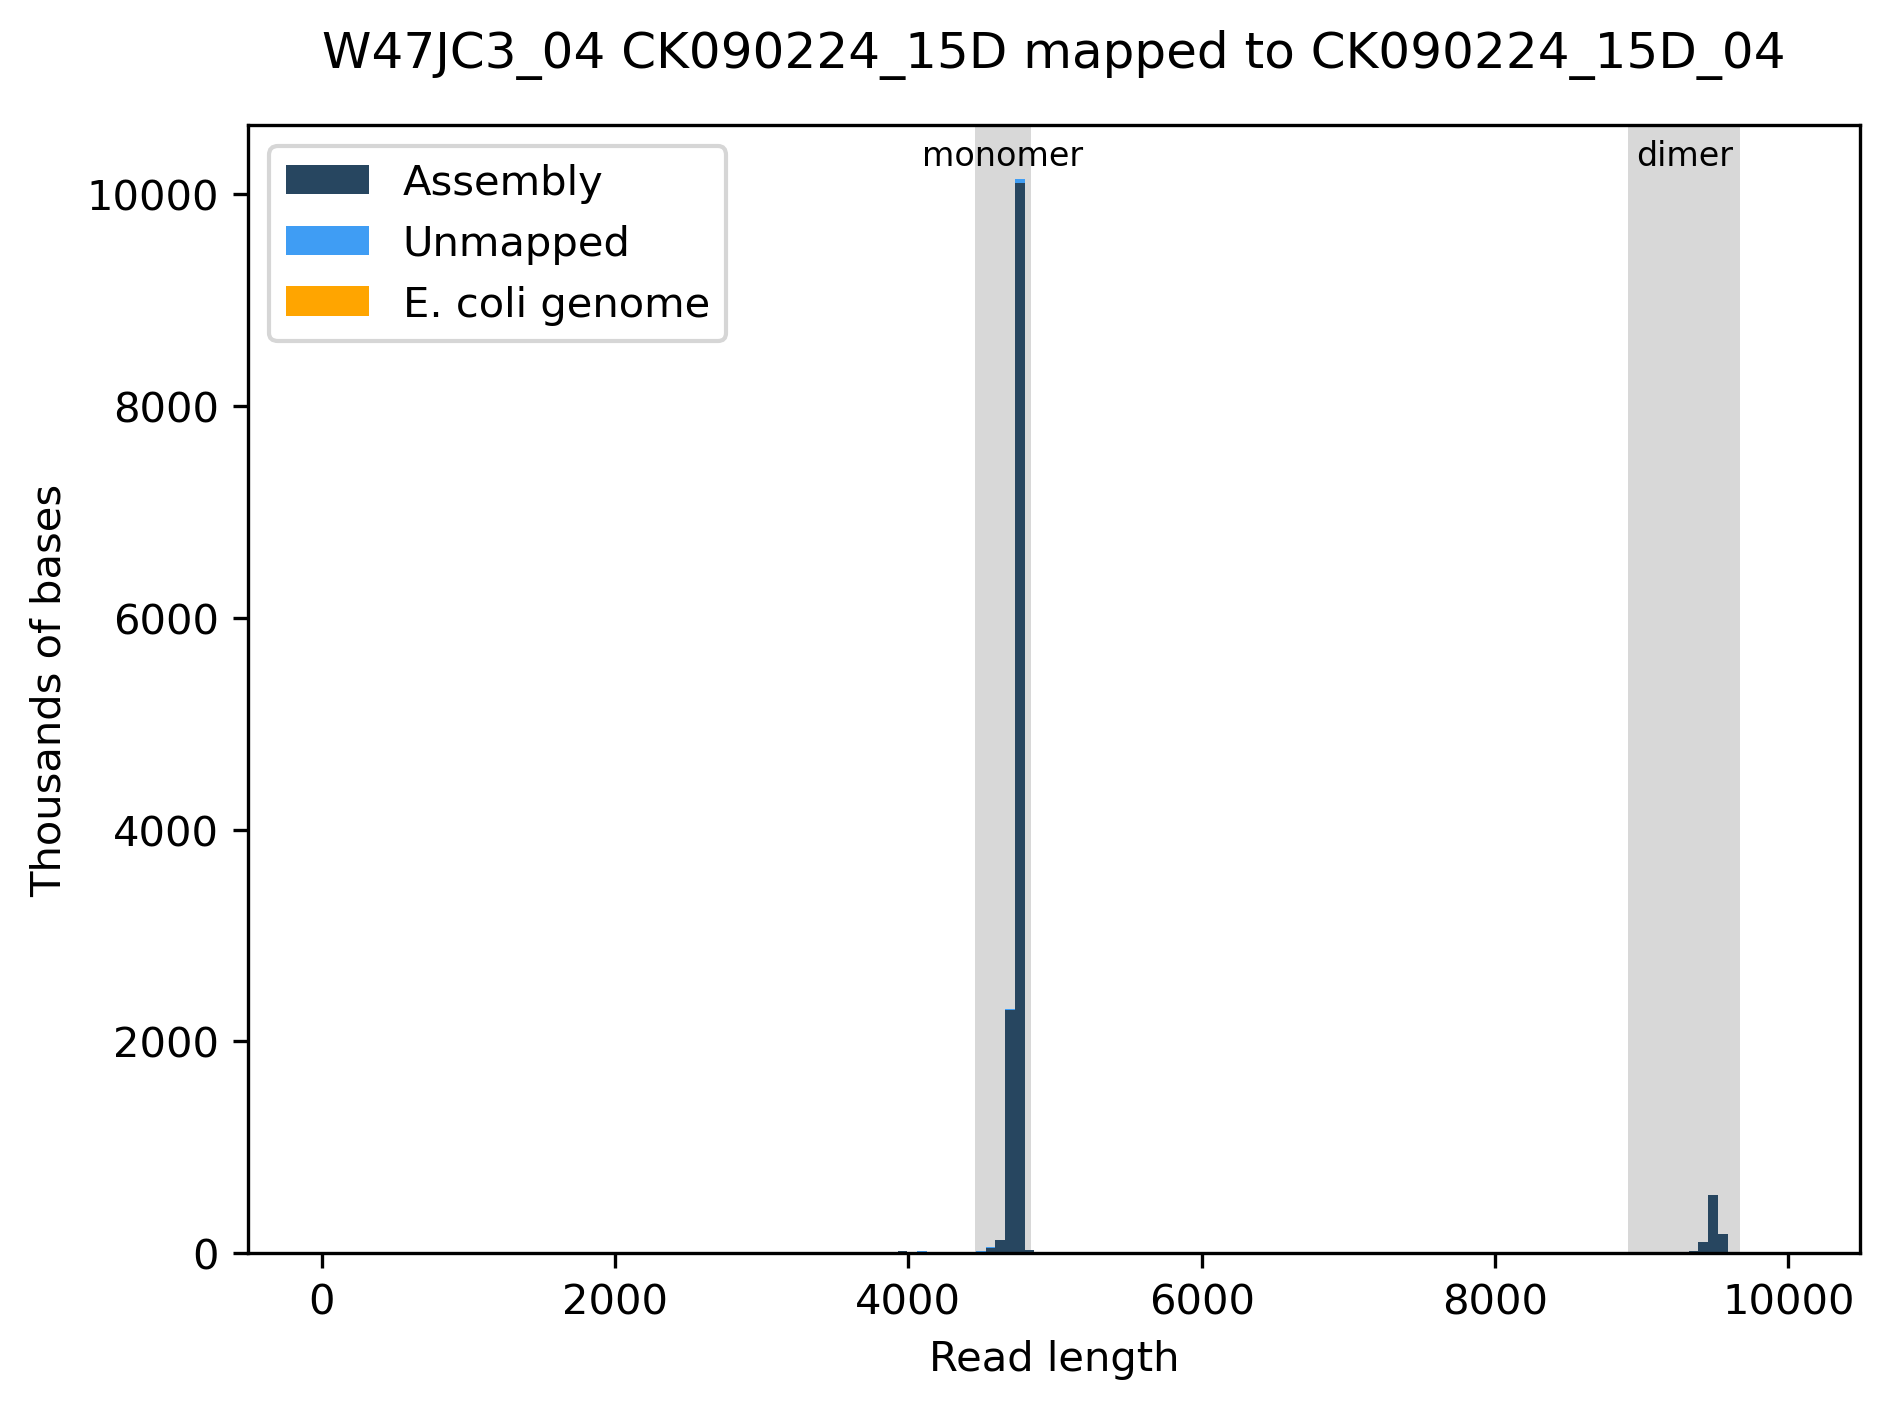 W47JC3_04 CK090224_15D mapped to CK090224_15D_04
Assembly
Unmapped
E. coli genome
monomer
dimer
10000
8000
6000
4000
2000
0
Thousands of bases
0 2000 4000 6000 8000 10000
Read length